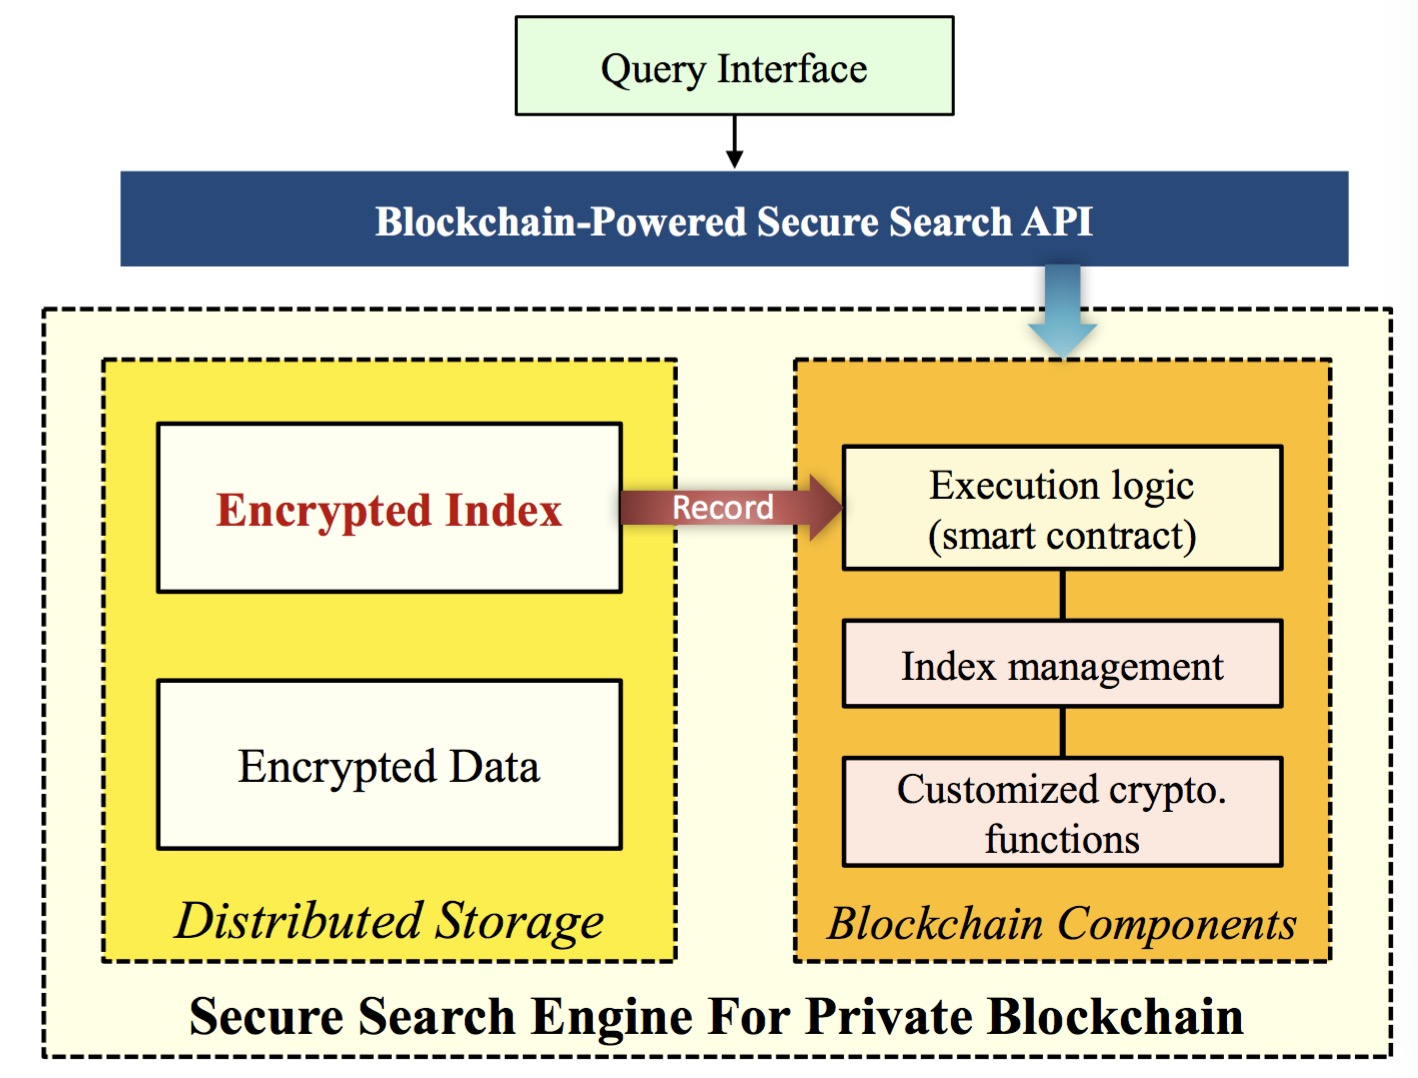 Query Interface
Blockchain-Powered Secure Search API
Encrypted Index
Record
Execution logic
(smart contract)
Index management
Encrypted Data
Customized crypto.
functions
Distributed Storage
Blockchain Components
Secure Search Engine For Private Blockchain